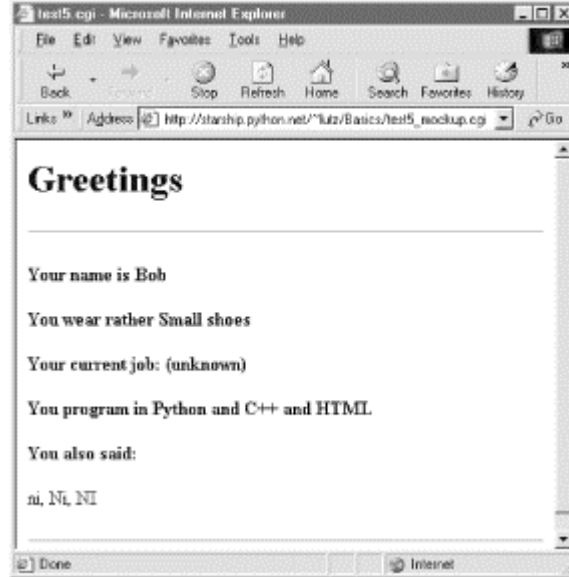 test5.cgi - Microsoft Internet Explorer
File Edit View Favorites Tools Help
Back Forward Stop Refresh Home Search Favorites History »
Links » Address http://starship.python.net/~lutz/Basics/test5_mockup.cgi Go
Greetings
Your name is Bob
You wear rather Small shoes
Your current job: (unknown)
You program in Python and C++ and HTML
You also said:
ni, Ni, NI
Done Internet